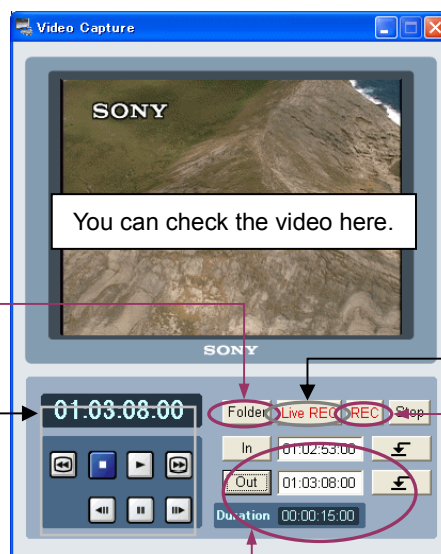 Video Capture
SONY
You can check the video here.
SONY
01:03:08:00
Folder Live REC REC Stop
In 01:02:53:00
Out 01:03:08:00
Duration 00:00:15:00